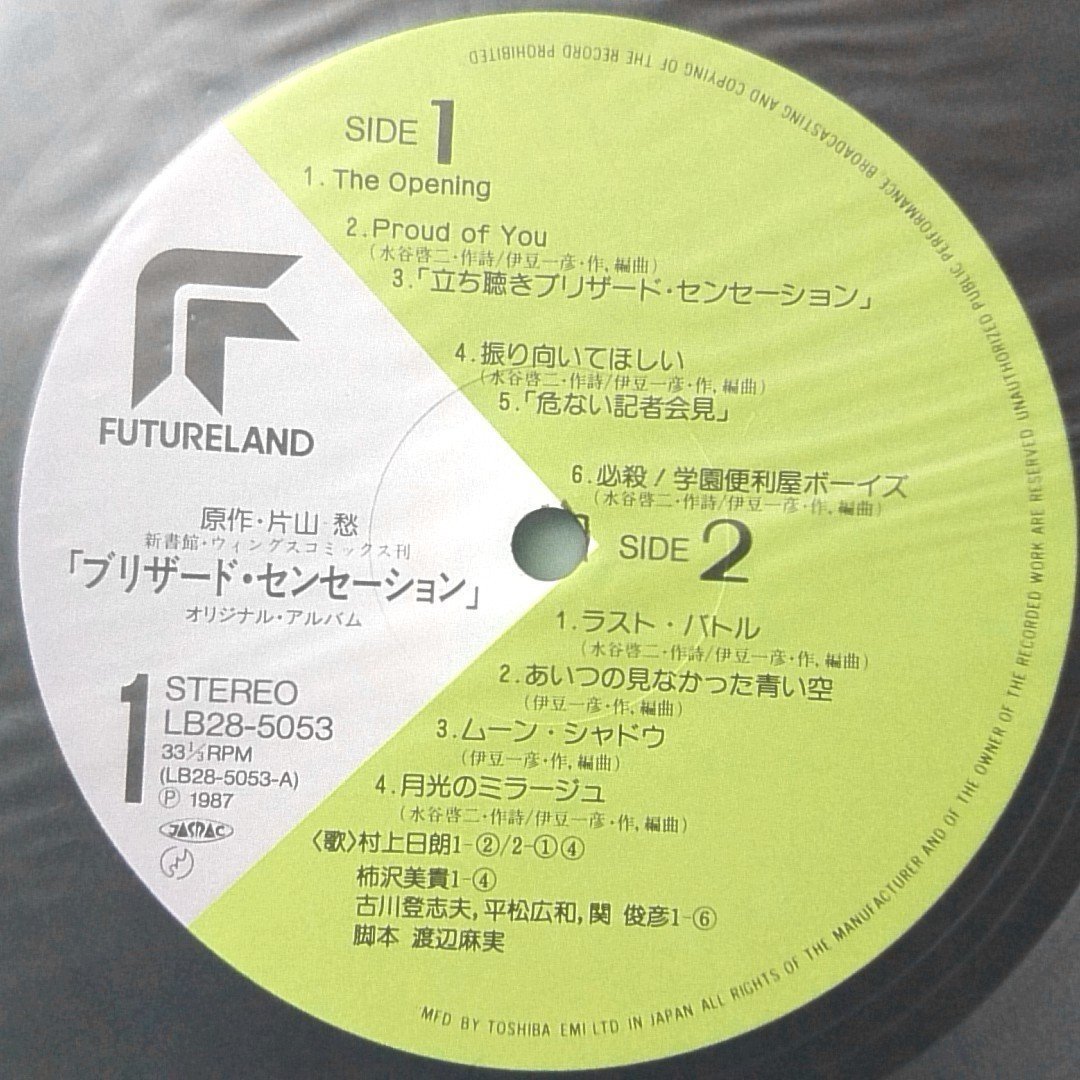 SIDE 1
1. The Opening
2. Proud of You
(水谷啓二・作詩/伊豆一彦・作, 編曲)
3.「立ち聴きブリザード・センセーション」
4. 振り向いてほしい
(水谷啓二・作詩/伊豆一彦・作, 編曲)
5.「危ない記者会見」
6. 必殺!学園便利屋ボーイズ
(水谷啓二・作詩/伊豆一彦・作, 編曲)
SIDE 2
1. ラスト・バトル
(水谷啓二・作詩/伊豆一彦・作, 編曲)
2. あいつの見なかった青い空
(伊豆一彦・作, 編曲)
3. ムーン・シャドウ
(伊豆一彦・作, 編曲)
4. 月光のミラージュ
(水谷啓二・作詩/伊豆一彦・作, 編曲)
〈歌〉村上日朗1-②/2-①④
柿沢美貴1-④
古川登志夫, 平松広和, 関 俊彦1-⑥
脚本 渡辺麻実
FUTURELAND
原作・片山 愁
新書館・ウィングスコミックス刊
「ブリザード・センセーション」
オリジナル・アルバム
1
STEREO
LB28-5053
33⅓RPM
(LB28-5053-A)
Ⓟ 1987
JASRAC
MFD BY TOSHIBA EMI LTD IN JAPAN ALL RIGHTS OF THE MANUFACTURER AND OF THE OWNER OF THE RECORDED WORK ARE RESERVED UNAUTHORIZED PUBLIC PERFORMANCE, BROADCASTING AND COPYING OF THE RECORD PROHIBITED